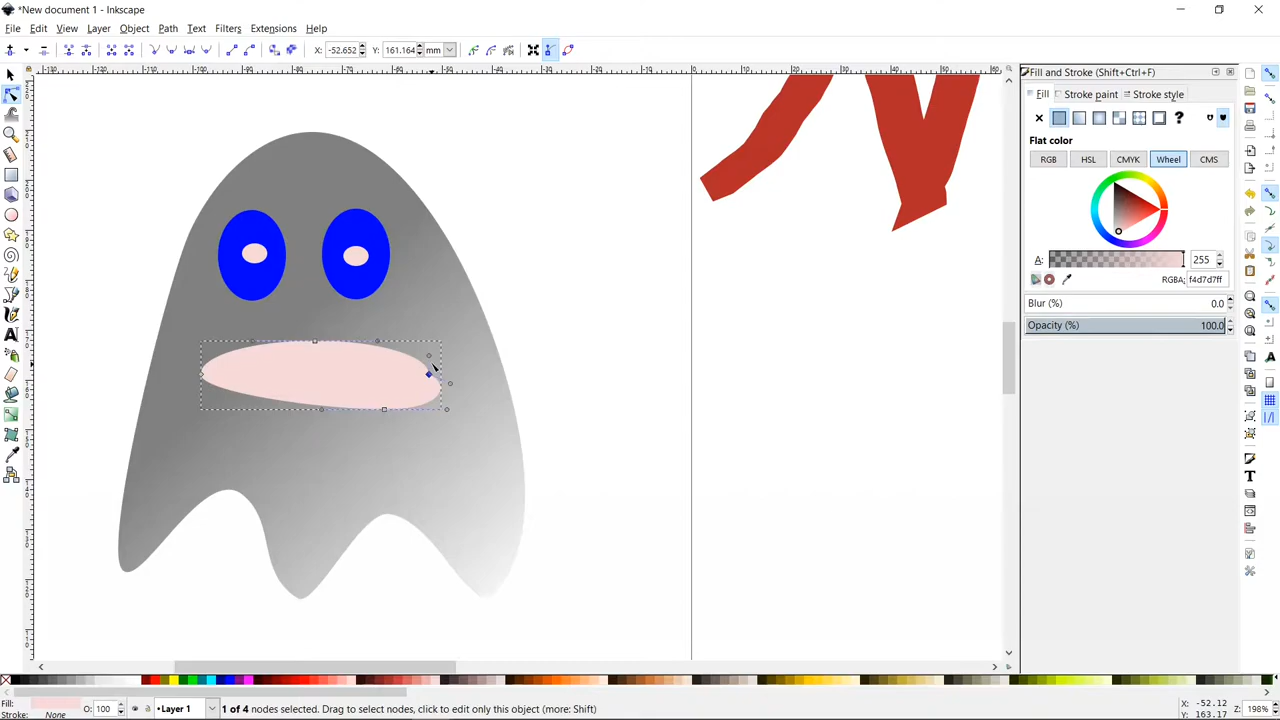 *New document 1 - Inkscape
File Edit View Layer Object Path Text Filters Extensions Help
X: -52.652 Y: 161.164 mm
Fill and Stroke (Shift+Ctrl+F)
Fill Stroke paint Stroke style
Flat color
RGB HSL CMYK Wheel CMS
A: 255
RGBA: f4d7d7ff
Blur (%) 0.0
Opacity (%) 100.0
Fill: O: 100 Layer 1 1 of 4 nodes selected. Drag to select nodes, click to edit only this object (more: Shift) X: -52.12 Z: 198%
Stroke: None Y: 163.17